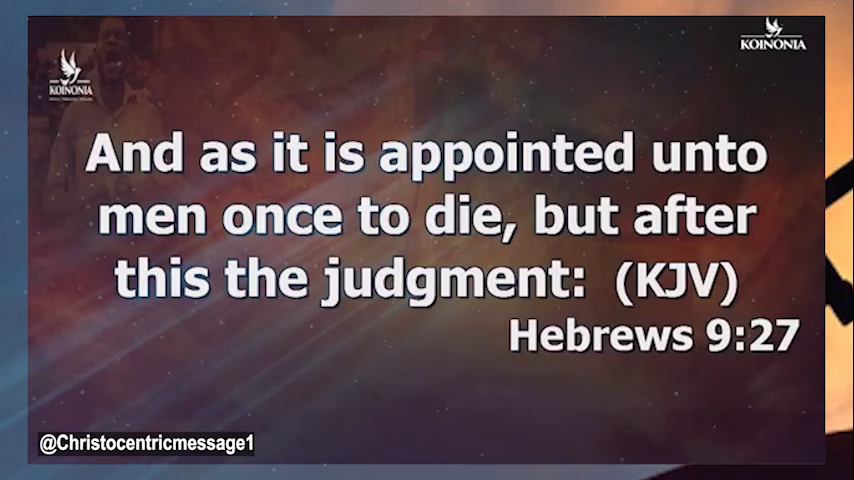 KOINONIA
KOINONIA
And as it is appointed unto
men once to die, but after
this the judgment: (KJV)
Hebrews 9:27
@Christocentricmessage1